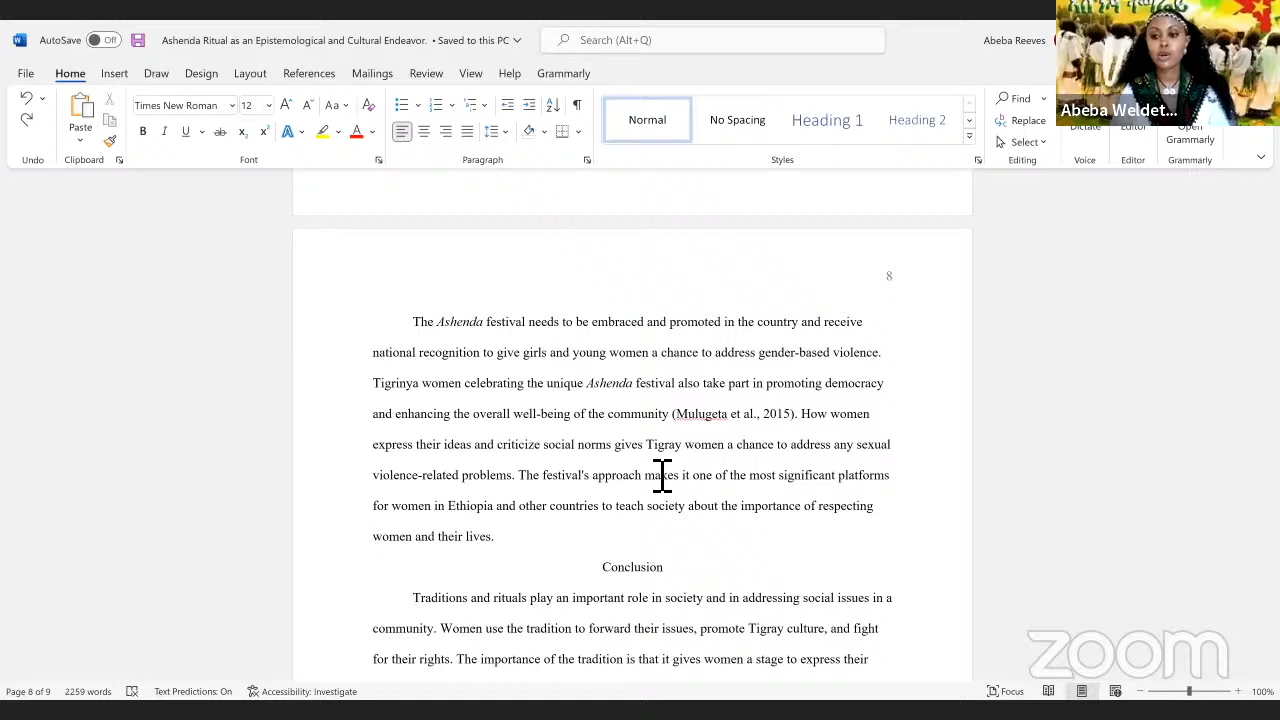 AutoSave Off Ashenda Ritual as an Epistemological and Cultural Endeavor. • Saved to this PC Search (Alt+Q) Abeba Reeves
File Home Insert Draw Design Layout References Mailings Review View Help Grammarly
Paste
Times New Roman 12 Aa
Normal No Spacing Heading 1 Heading 2
Find
Replace
Select
Dictate Editor Open Grammarly
Undo Clipboard Font Paragraph Styles Editing Voice Editor Grammarly
Abeba Weldet...
8
The Ashenda festival needs to be embraced and promoted in the country and receive
national recognition to give girls and young women a chance to address gender-based violence.
Tigrinya women celebrating the unique Ashenda festival also take part in promoting democracy
and enhancing the overall well-being of the community (Mulugeta et al., 2015). How women
express their ideas and criticize social norms gives Tigray women a chance to address any sexual
violence-related problems. The festival's approach makes it one of the most significant platforms
for women in Ethiopia and other countries to teach society about the importance of respecting
women and their lives.
Conclusion
Traditions and rituals play an important role in society and in addressing social issues in a
community. Women use the tradition to forward their issues, promote Tigray culture, and fight
for their rights. The importance of the tradition is that it gives women a stage to express their
zoom
Page 8 of 9 2259 words Text Predictions: On Accessibility: Investigate Focus 100%